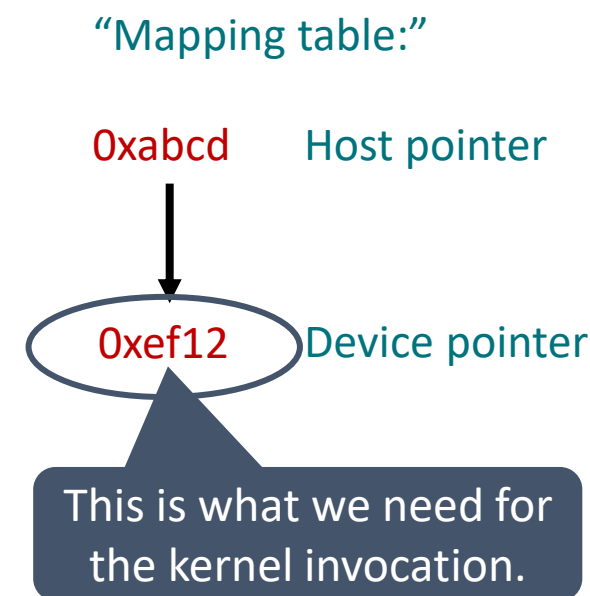 “Mapping table:”
0xabcd Host pointer
0xef12 Device pointer
This is what we need for
the kernel invocation.